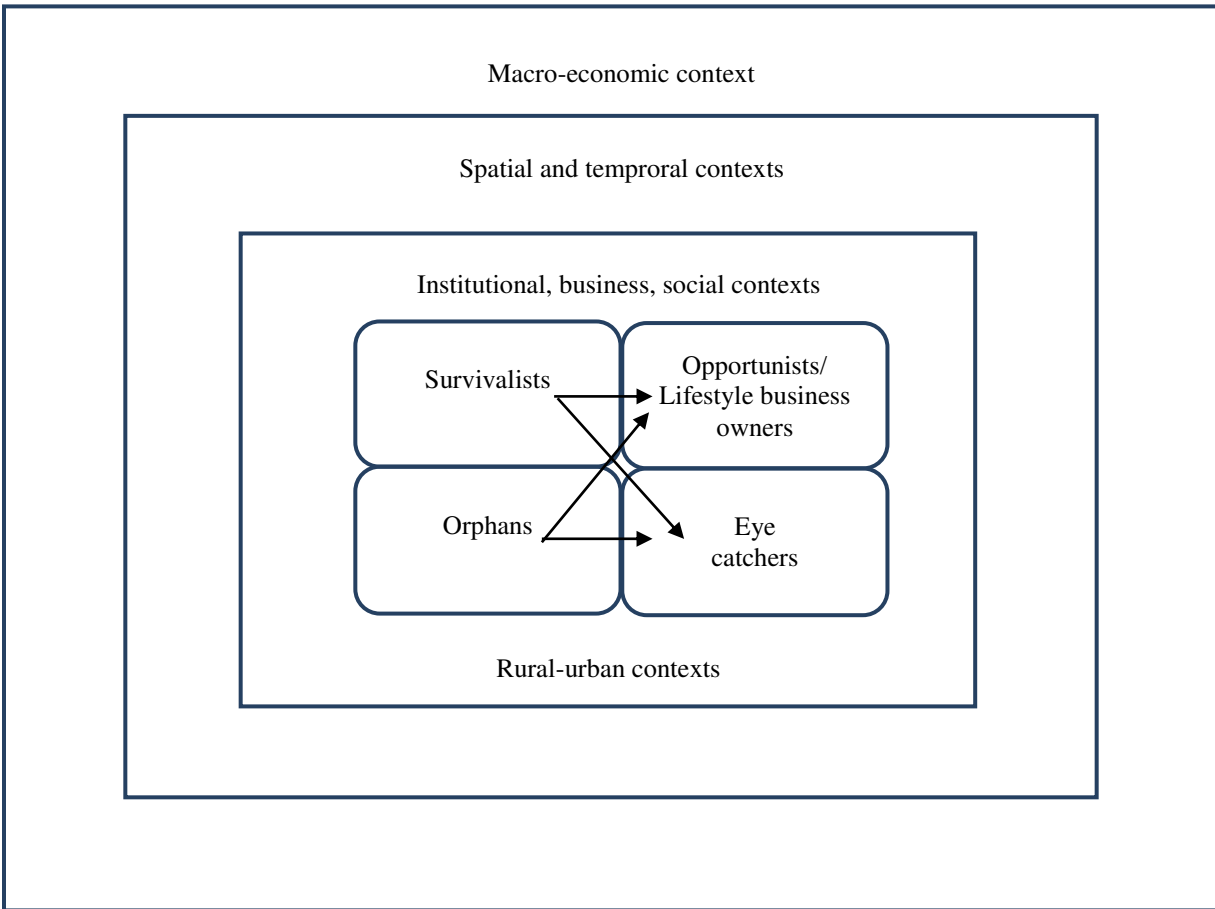 Macro-economic context
Spatial and temproral contexts
Institutional, business, social contexts
Survivalists
Opportunists/
Lifestyle business
owners
Orphans
Eye
catchers
Rural-urban contexts